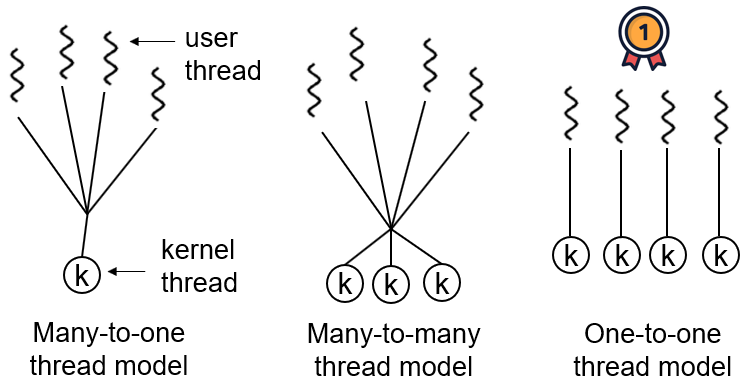 user
thread
1
kernel
thread
k
k
k
k
k
k
k
k
Many-to-one
thread model
Many-to-many
thread model
One-to-one
thread model